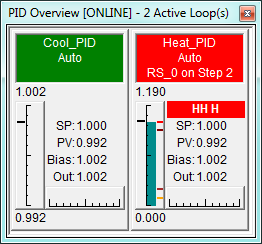 PID Overview [ONLINE] - 2 Active Loop(s)
Cool_PID
Auto
1.002
SP: 1.000
PV: 0.992
Bias: 1.002
Out: 1.002
0.992
Heat_PID
Auto
RS_0 on Step 2
1.190
HH H
SP: 1.000
PV: 0.992
Bias: 1.002
Out: 1.002
0.000